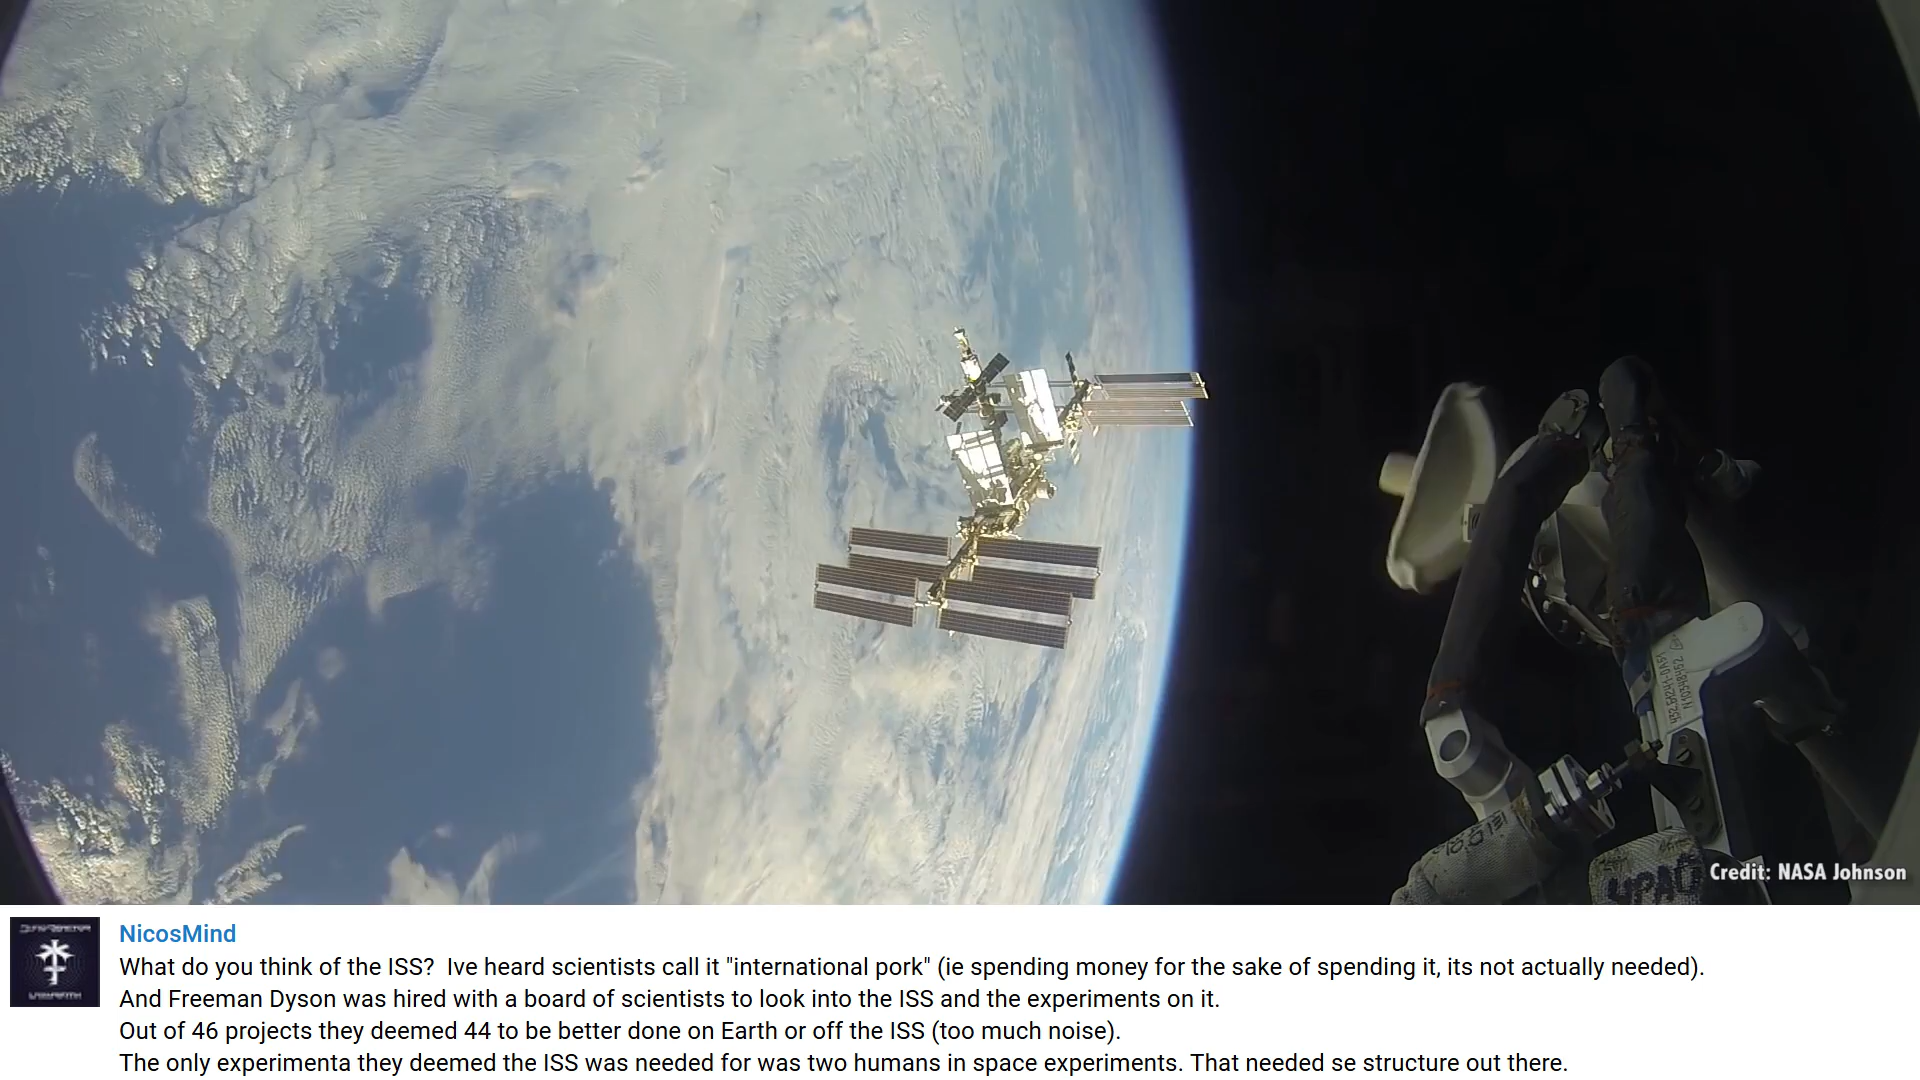 452-512414-01A51
N10348452
Credit: NASA Johnson
NicosMind
What do you think of the ISS?  Ive heard scientists call it "international pork" (ie spending money for the sake of spending it, its not actually needed).
And Freeman Dyson was hired with a board of scientists to look into the ISS and the experiments on it.
Out of 46 projects they deemed 44 to be better done on Earth or off the ISS (too much noise).
The only experimenta they deemed the ISS was needed for was two humans in space experiments. That needed se structure out there.